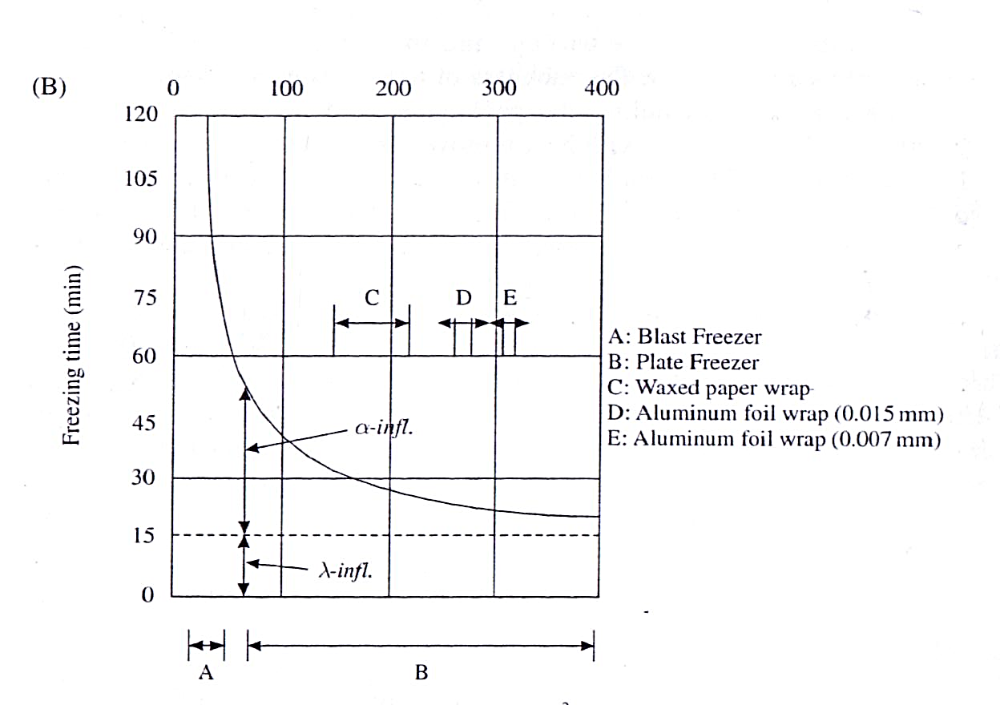 (B)
0 100 200 300 400
120
105
90
75
60
45
30
15
0
Freezing time (min)
C D E
α-infl.
λ-infl.
A: Blast Freezer
B: Plate Freezer
C: Waxed paper wrap
D: Aluminum foil wrap (0.015 mm)
E: Aluminum foil wrap (0.007 mm)
A B